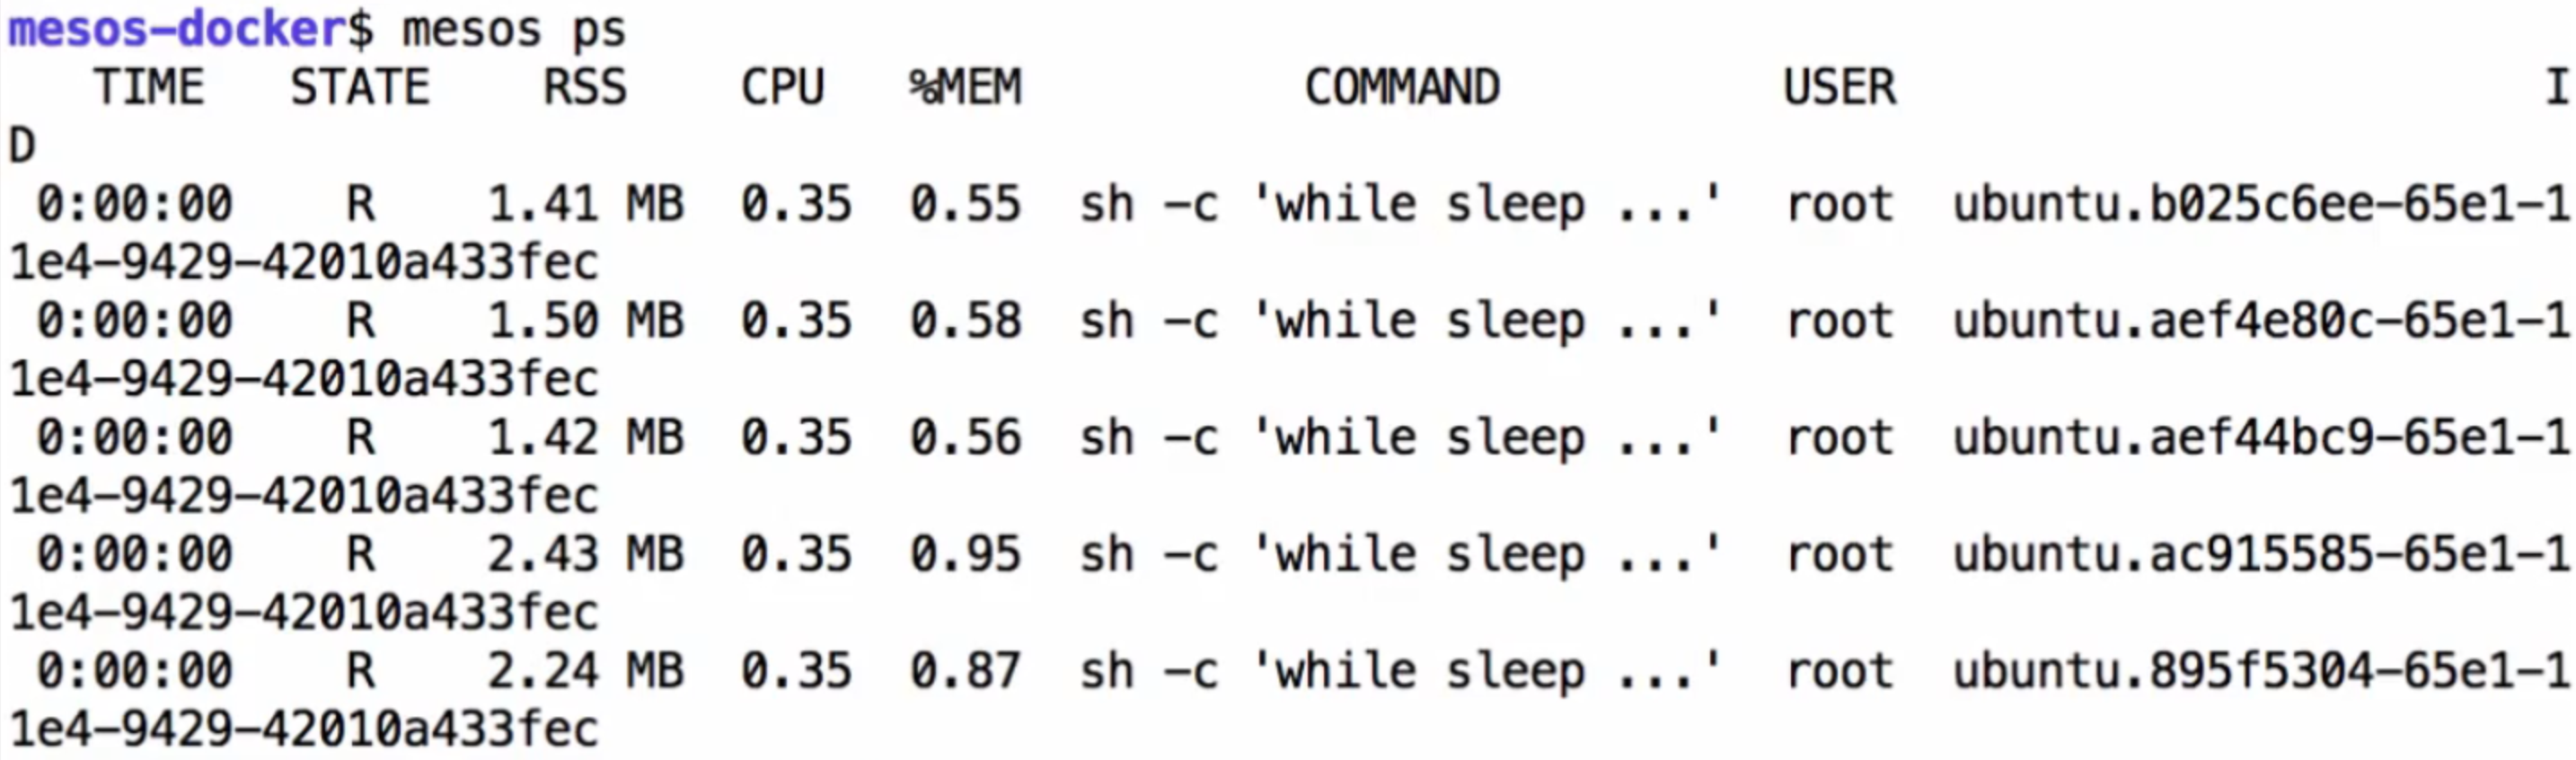 mesos-docker$ mesos ps
TIME STATE RSS CPU %MEM COMMAND USER I
D
0:00:00 R 1.41 MB 0.35 0.55 sh -c 'while sleep ...' root ubuntu.b025c6ee-65e1-1
1e4-9429-42010a433fec
0:00:00 R 1.50 MB 0.35 0.58 sh -c 'while sleep ...' root ubuntu.aef4e80c-65e1-1
1e4-9429-42010a433fec
0:00:00 R 1.42 MB 0.35 0.56 sh -c 'while sleep ...' root ubuntu.aef44bc9-65e1-1
1e4-9429-42010a433fec
0:00:00 R 2.43 MB 0.35 0.95 sh -c 'while sleep ...' root ubuntu.ac915585-65e1-1
1e4-9429-42010a433fec
0:00:00 R 2.24 MB 0.35 0.87 sh -c 'while sleep ...' root ubuntu.895f5304-65e1-1
1e4-9429-42010a433fec